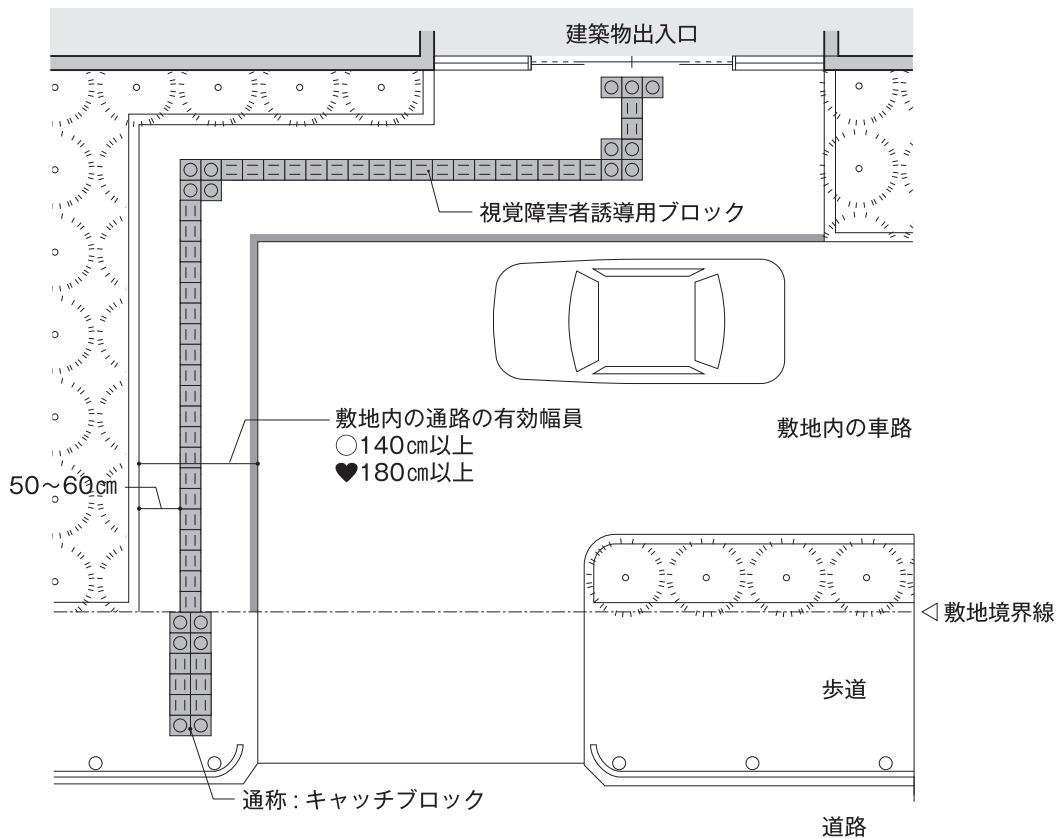 建築物出入口
視覚障害者誘導用ブロック
敷地内の通路の有効幅員
○140㎝以上
♥180㎝以上
敷地内の車路
50～60㎝
◁敷地境界線
歩道
通称:キャッチブロック
道路